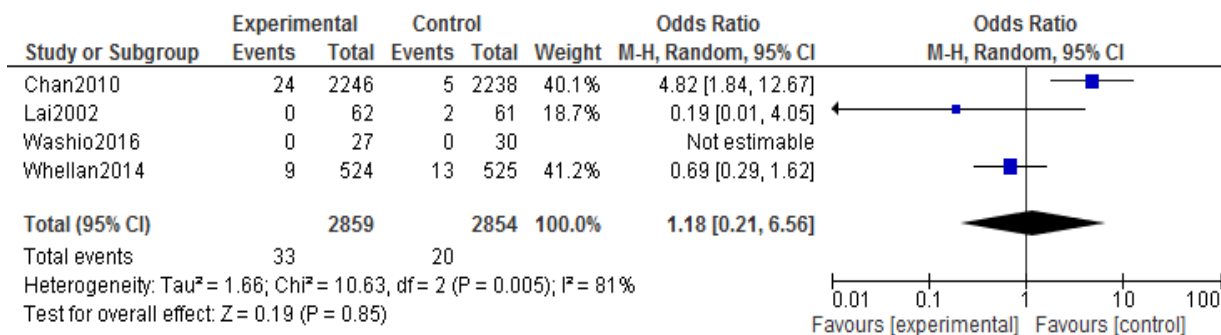 Experimental Control Odds Ratio Odds Ratio
Study or Subgroup Events Total Events Total Weight M-H, Random, 95% CI M-H, Random, 95% CI
Chan2010 24 2246 5 2238 40.1% 4.82 [1.84, 12.67]
Lai2002 0 62 2 61 18.7% 0.19 [0.01, 4.05]
Washio2016 0 27 0 30 Not estimable
Whellan2014 9 524 13 525 41.2% 0.69 [0.29, 1.62]
Total (95% CI) 2859 2854 100.0% 1.18 [0.21, 6.56]
Total events 33 20
Heterogeneity: Tau² = 1.66; Chi² = 10.63, df = 2 (P = 0.005); I² = 81%
Test for overall effect: Z = 0.19 (P = 0.85)
0.01 0.1 1 10 100
Favours [experimental] Favours [control]